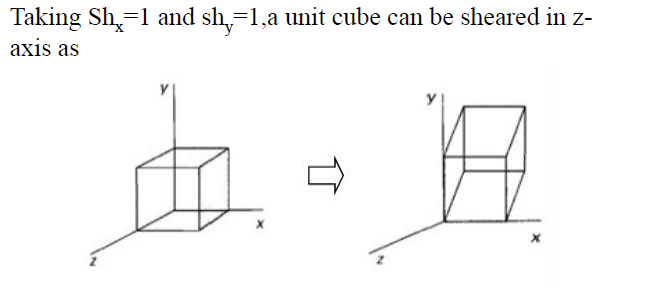 Taking Shx=1 and shy=1,a unit cube can be sheared in z-
axis as
y
x
z
y
x
z